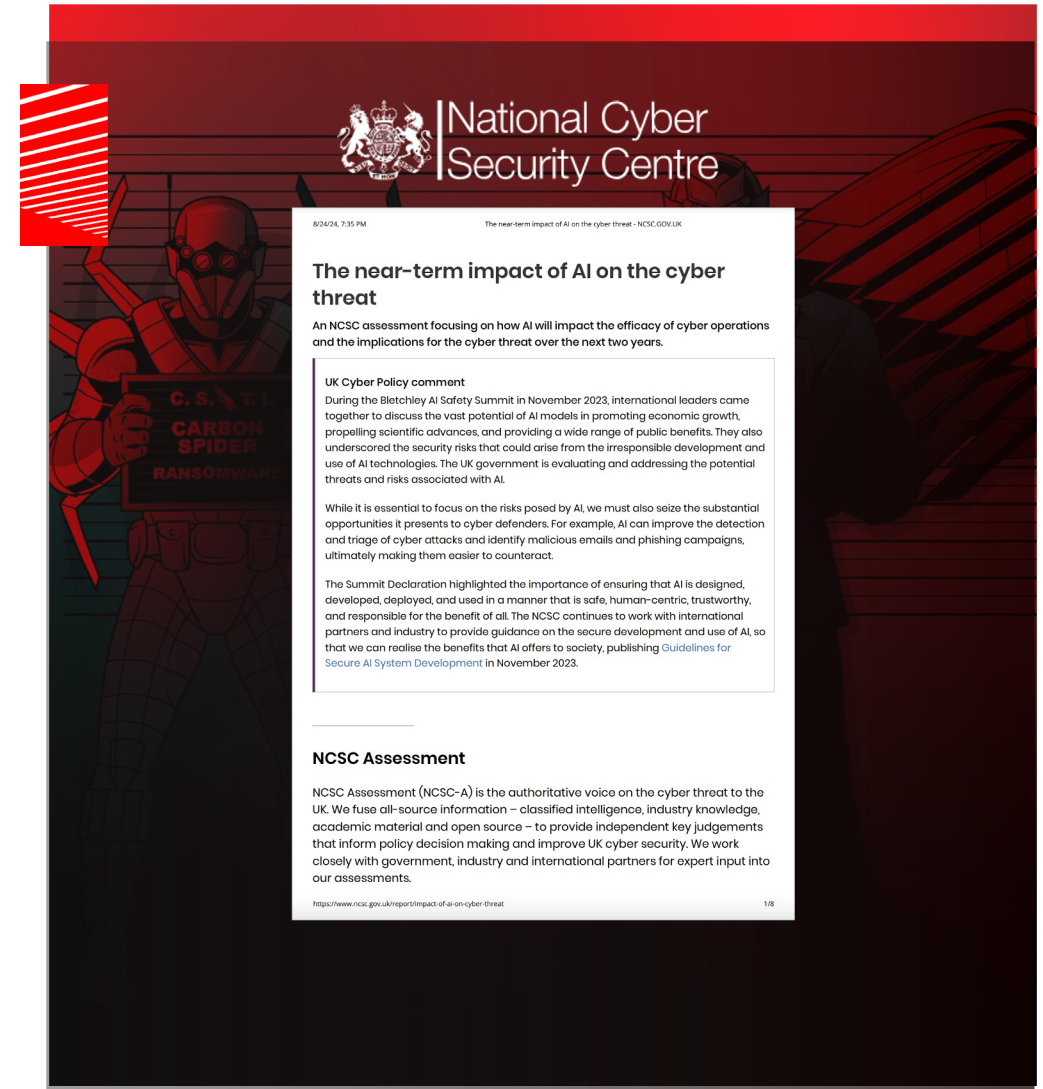 National Cyber
Security Centre
8/24/24, 7:35 PM The near-term impact of AI on the cyber threat - NCSC.GOV.UK
The near-term impact of AI on the cyber
threat
An NCSC assessment focusing on how AI will impact the efficacy of cyber operations
and the implications for the cyber threat over the next two years.
UK Cyber Policy comment
During the Bletchley AI Safety Summit in November 2023, international leaders came
together to discuss the vast potential of AI models in promoting economic growth,
propelling scientific advances, and providing a wide range of public benefits. They also
underscored the security risks that could arise from the irresponsible development and
use of AI technologies. The UK government is evaluating and addressing the potential
threats and risks associated with AI.
While it is essential to focus on the risks posed by AI, we must also seize the substantial
opportunities it presents to cyber defenders. For example, AI can improve the detection
and triage of cyber attacks and identify malicious emails and phishing campaigns,
ultimately making them easier to counteract.
The Summit Declaration highlighted the importance of ensuring that AI is designed,
developed, deployed, and used in a manner that is safe, human-centric, trustworthy,
and responsible for the benefit of all. The NCSC continues to work with international
partners and industry to provide guidance on the secure development and use of AI, so
that we can realise the benefits that AI offers to society, publishing Guidelines for
Secure AI System Development in November 2023.
NCSC Assessment
NCSC Assessment (NCSC-A) is the authoritative voice on the cyber threat to the
UK. We fuse all-source information – classified intelligence, industry knowledge,
academic material and open source – to provide independent key judgements
that inform policy decision making and improve UK cyber security. We work
closely with government, industry and international partners for expert input into
our assessments.
https://www.ncsc.gov.uk/report/impact-of-ai-on-cyber-threat 1/8
CARBON
SPIDER
RANSOMWARE